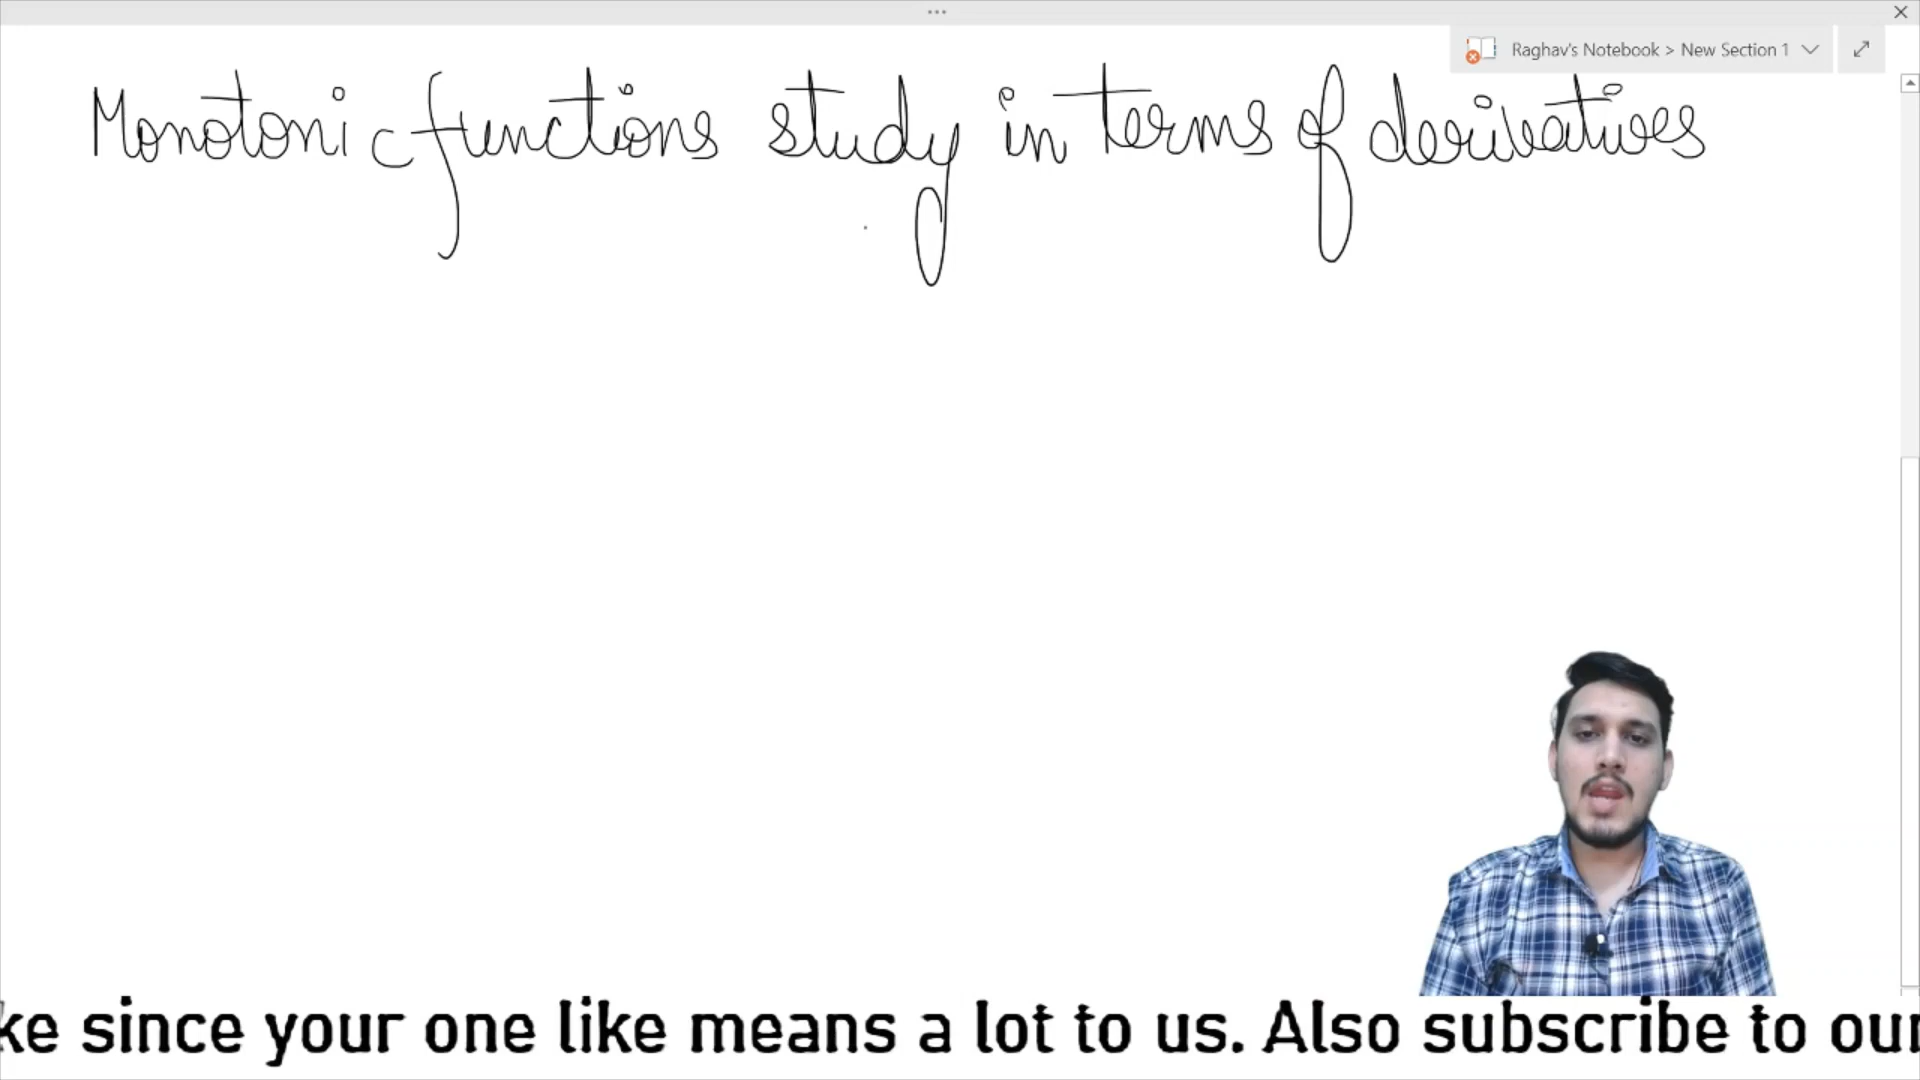 Raghav's Notebook > New Section 1
Monotonic functions study in terms of derivatives
ke since your one like means a lot to us. Also subscribe to our